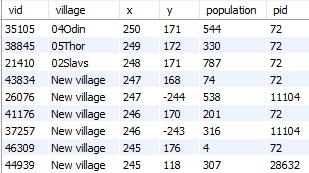 vid village x y population pid
35105 04Odin 250 171 544 72
38845 05Thor 249 172 330 72
21410 02Slavs 248 171 787 72
43834 New village 247 168 74 72
26076 New village 247 -244 538 11104
41176 New village 246 170 201 72
37257 New village 246 -243 316 11104
46309 New village 245 176 4 72
44939 New village 245 118 307 28632